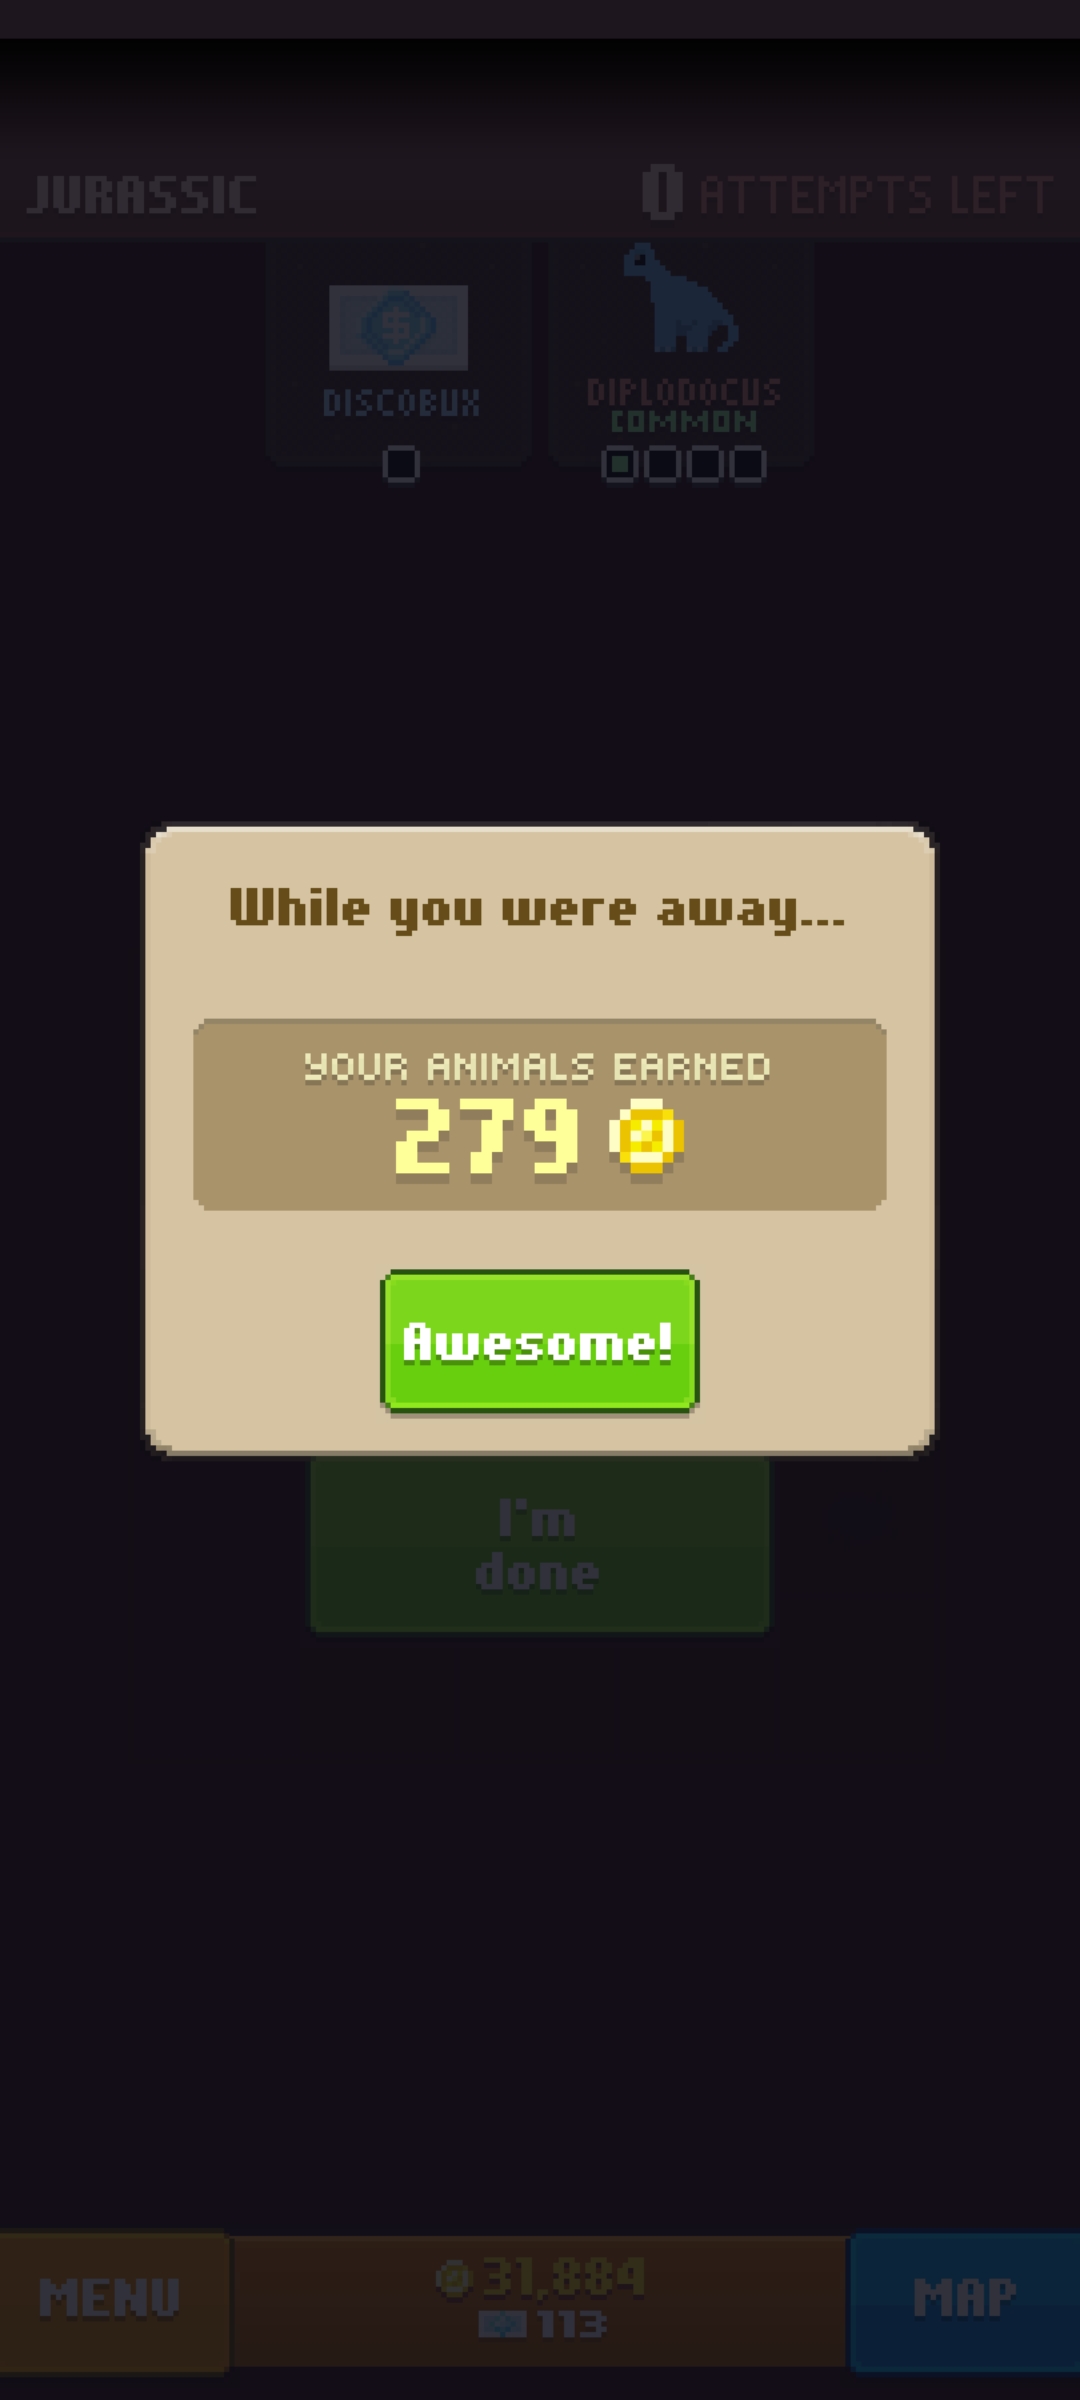 JURASSIC
0 ATTEMPTS LEFT
$
DISCOBUX
DIPLODOCUS
COMMON
While you were away...
YOUR ANIMALS EARNED
279
Awesome!
I'm
done
MENU
31,884
113
MAP